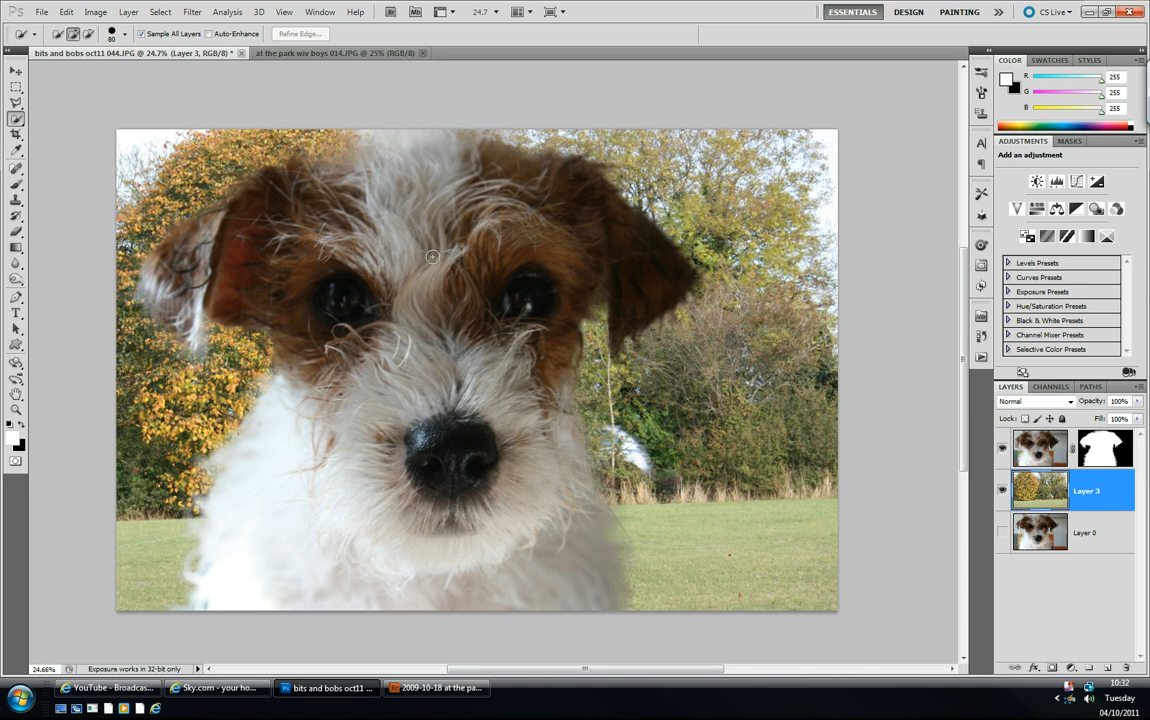 Ps File Edit Image Layer Select Filter Analysis 3D View Window Help Br Mb 24.7 ESSENTIALS DESIGN PAINTING CS Live
80 Sample All Layers Auto-Enhance Refine Edge...
bits and bobs oct11 044.JPG @ 24.7% (Layer 3, RGB/8) * at the park wiv boys 014.JPG @ 25% (RGB/8)
COLOR SWATCHES STYLES
R 255
G 255
B 255
ADJUSTMENTS MASKS
Add an adjustment
Levels Presets
Curves Presets
Exposure Presets
Hue/Saturation Presets
Black & White Presets
Channel Mixer Presets
Selective Color Presets
LAYERS CHANNELS PATHS
Normal Opacity: 100%
Lock: Fill: 100%
Layer 3
Layer 0
24.66% Exposure works in 32-bit only
YouTube - Broadcas... Sky.com - your ho... Ps bits and bobs oct11 ... Br 2009-10-18 at the pa...
10:32
Tuesday
04/10/2011